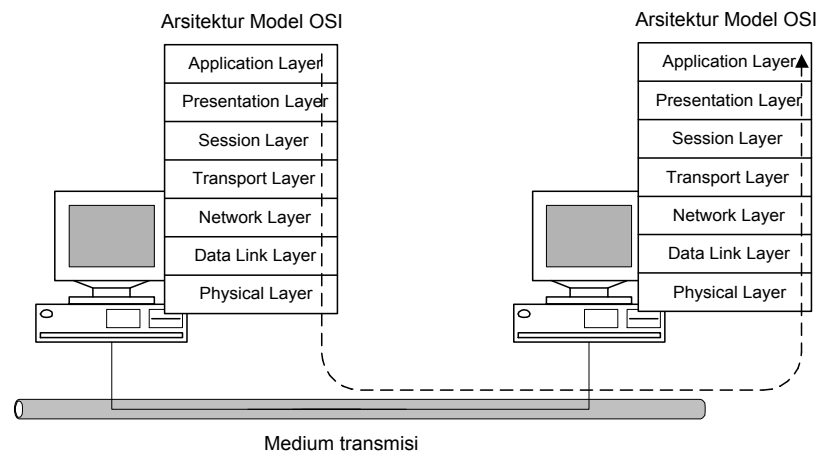 Arsitektur Model OSI
Application Layer
Presentation Layer
Session Layer
Transport Layer
Network Layer
Data Link Layer
Physical Layer
Arsitektur Model OSI
Application Layer
Presentation Layer
Session Layer
Transport Layer
Network Layer
Data Link Layer
Physical Layer
Medium transmisi